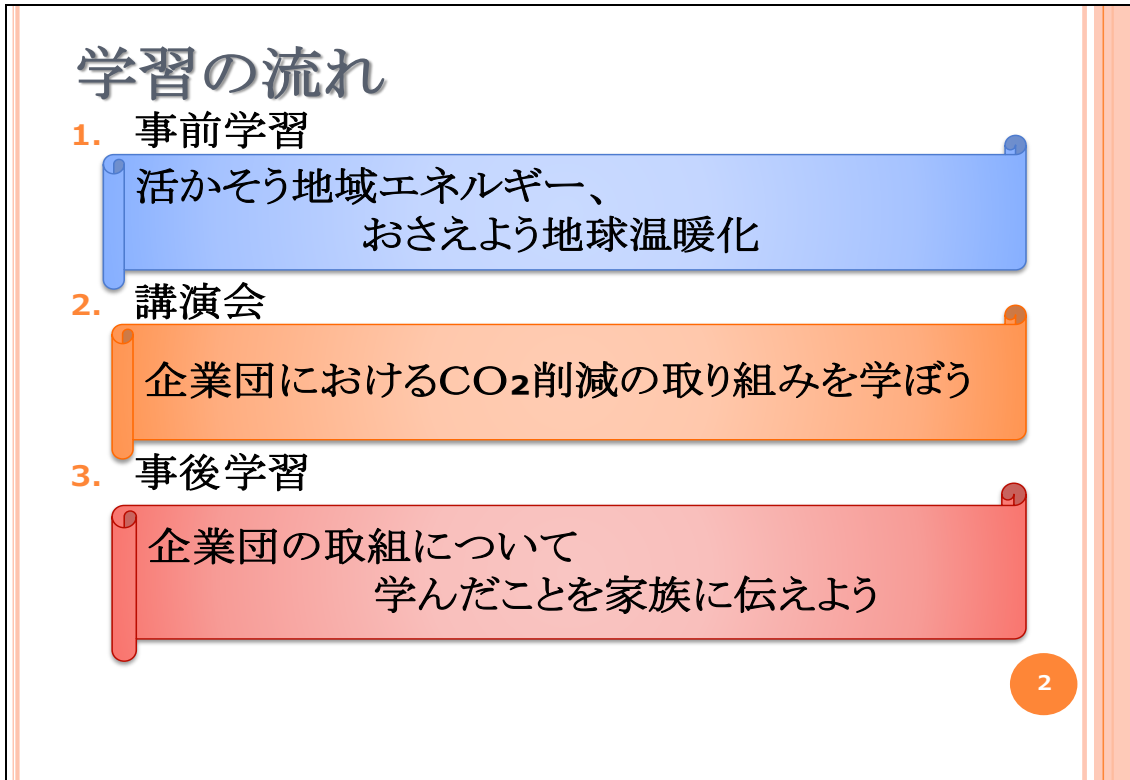 学習の流れ
1. 事前学習
活かそう地域エネルギー、
おさえよう地球温暖化
2. 講演会
企業団におけるCO₂削減の取り組みを学ぼう
3. 事後学習
企業団の取組について
学んだことを家族に伝えよう
2